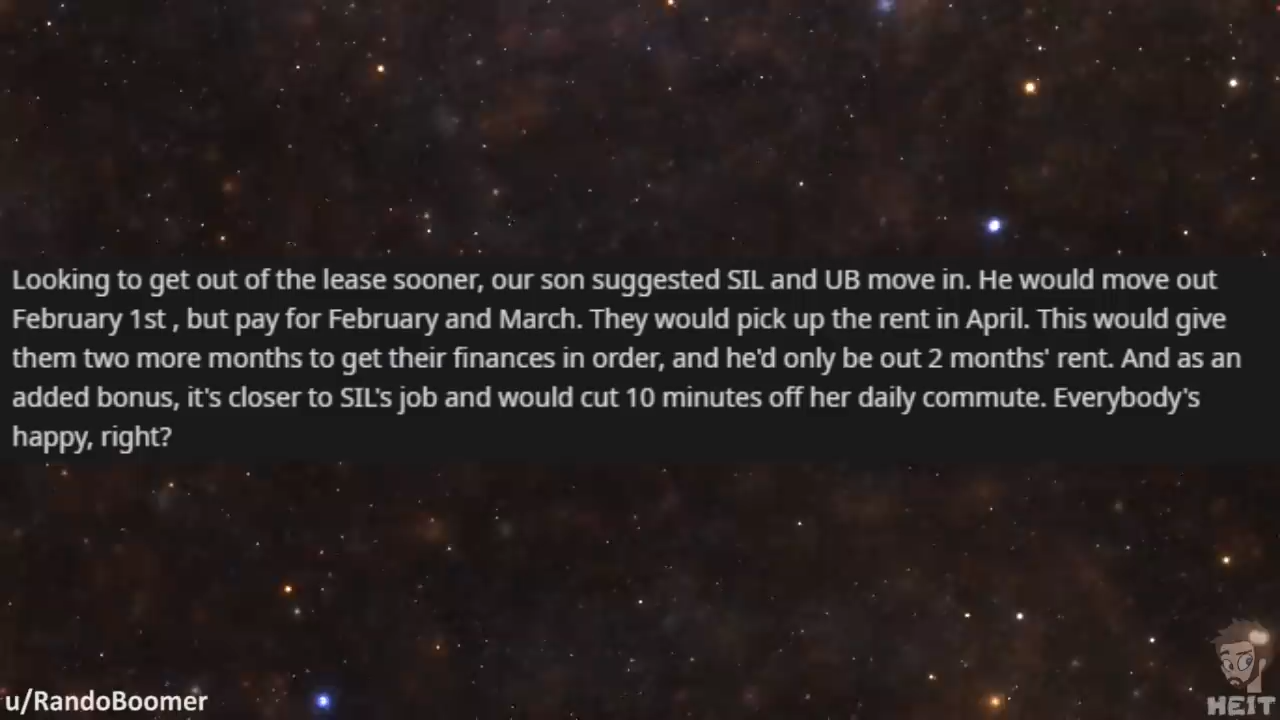 Looking to get out of the lease sooner, our son suggested SIL and UB move in. He would move out
February 1st , but pay for February and March. They would pick up the rent in April. This would give
them two more months to get their finances in order, and he'd only be out 2 months' rent. And as an
added bonus, it's closer to SIL's job and would cut 10 minutes off her daily commute. Everybody's
happy, right?
u/RandoBoomer
HEIT